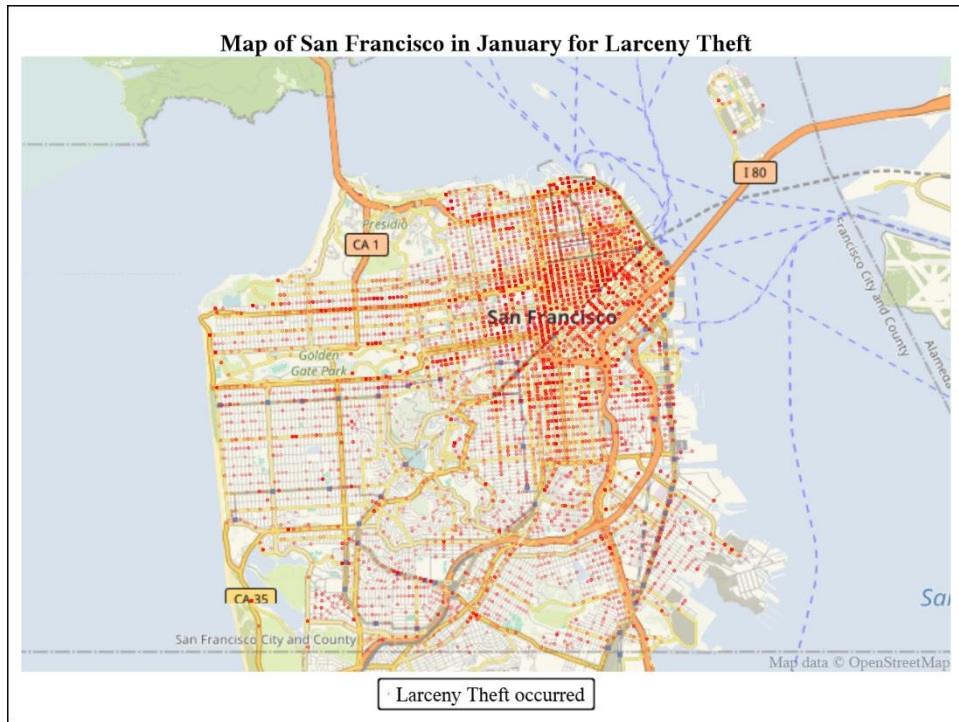 Map of San Francisco in January for Larceny Theft
I 80
Presidio
CA 1
Francisco City and County
San Francisco
Alameda
Golden
Gate Park
CA 35
San Francisco City and County
Map data © OpenStreetMap
Larceny Theft occurred